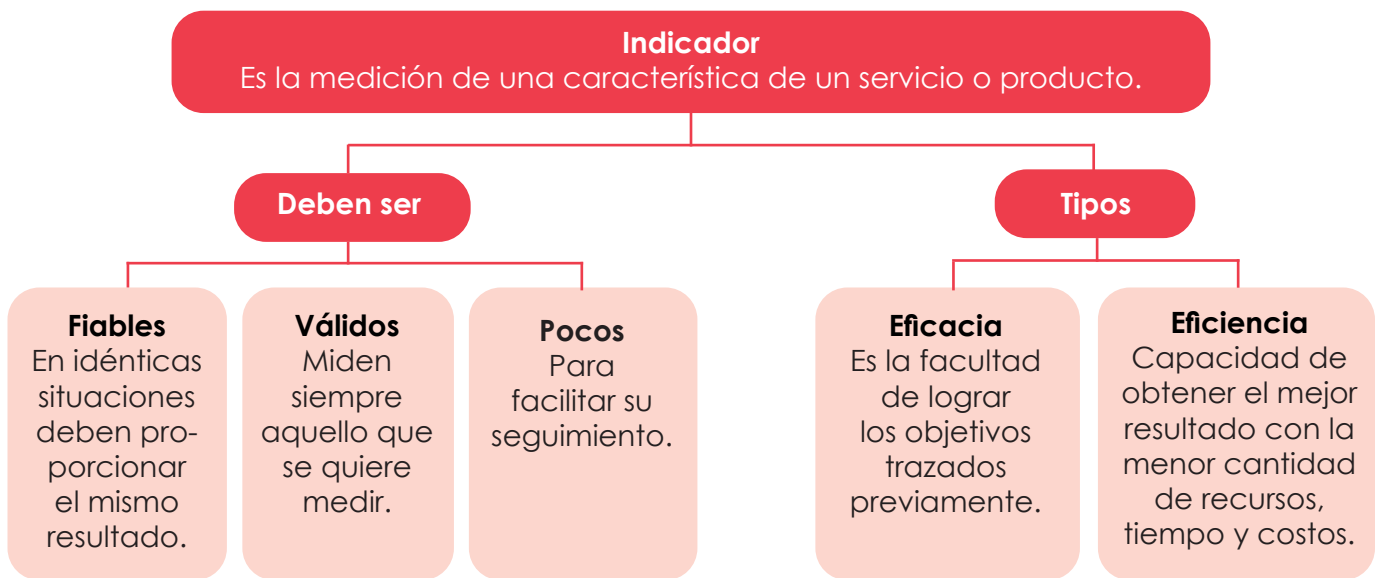 Indicador
Es la medición de una característica de un servicio o producto.
Deben ser
Tipos
Fiables
En idénticas
situaciones
deben pro-
porcionar
el mismo
resultado.
Válidos
Miden
siempre
aquello que
se quiere
medir.
Pocos
Para
facilitar su
seguimiento.
Eficacia
Es la facultad
de lograr
los objetivos
trazados
previamente.
Eficiencia
Capacidad de
obtener el mejor
resultado con la
menor cantidad
de recursos,
tiempo y costos.